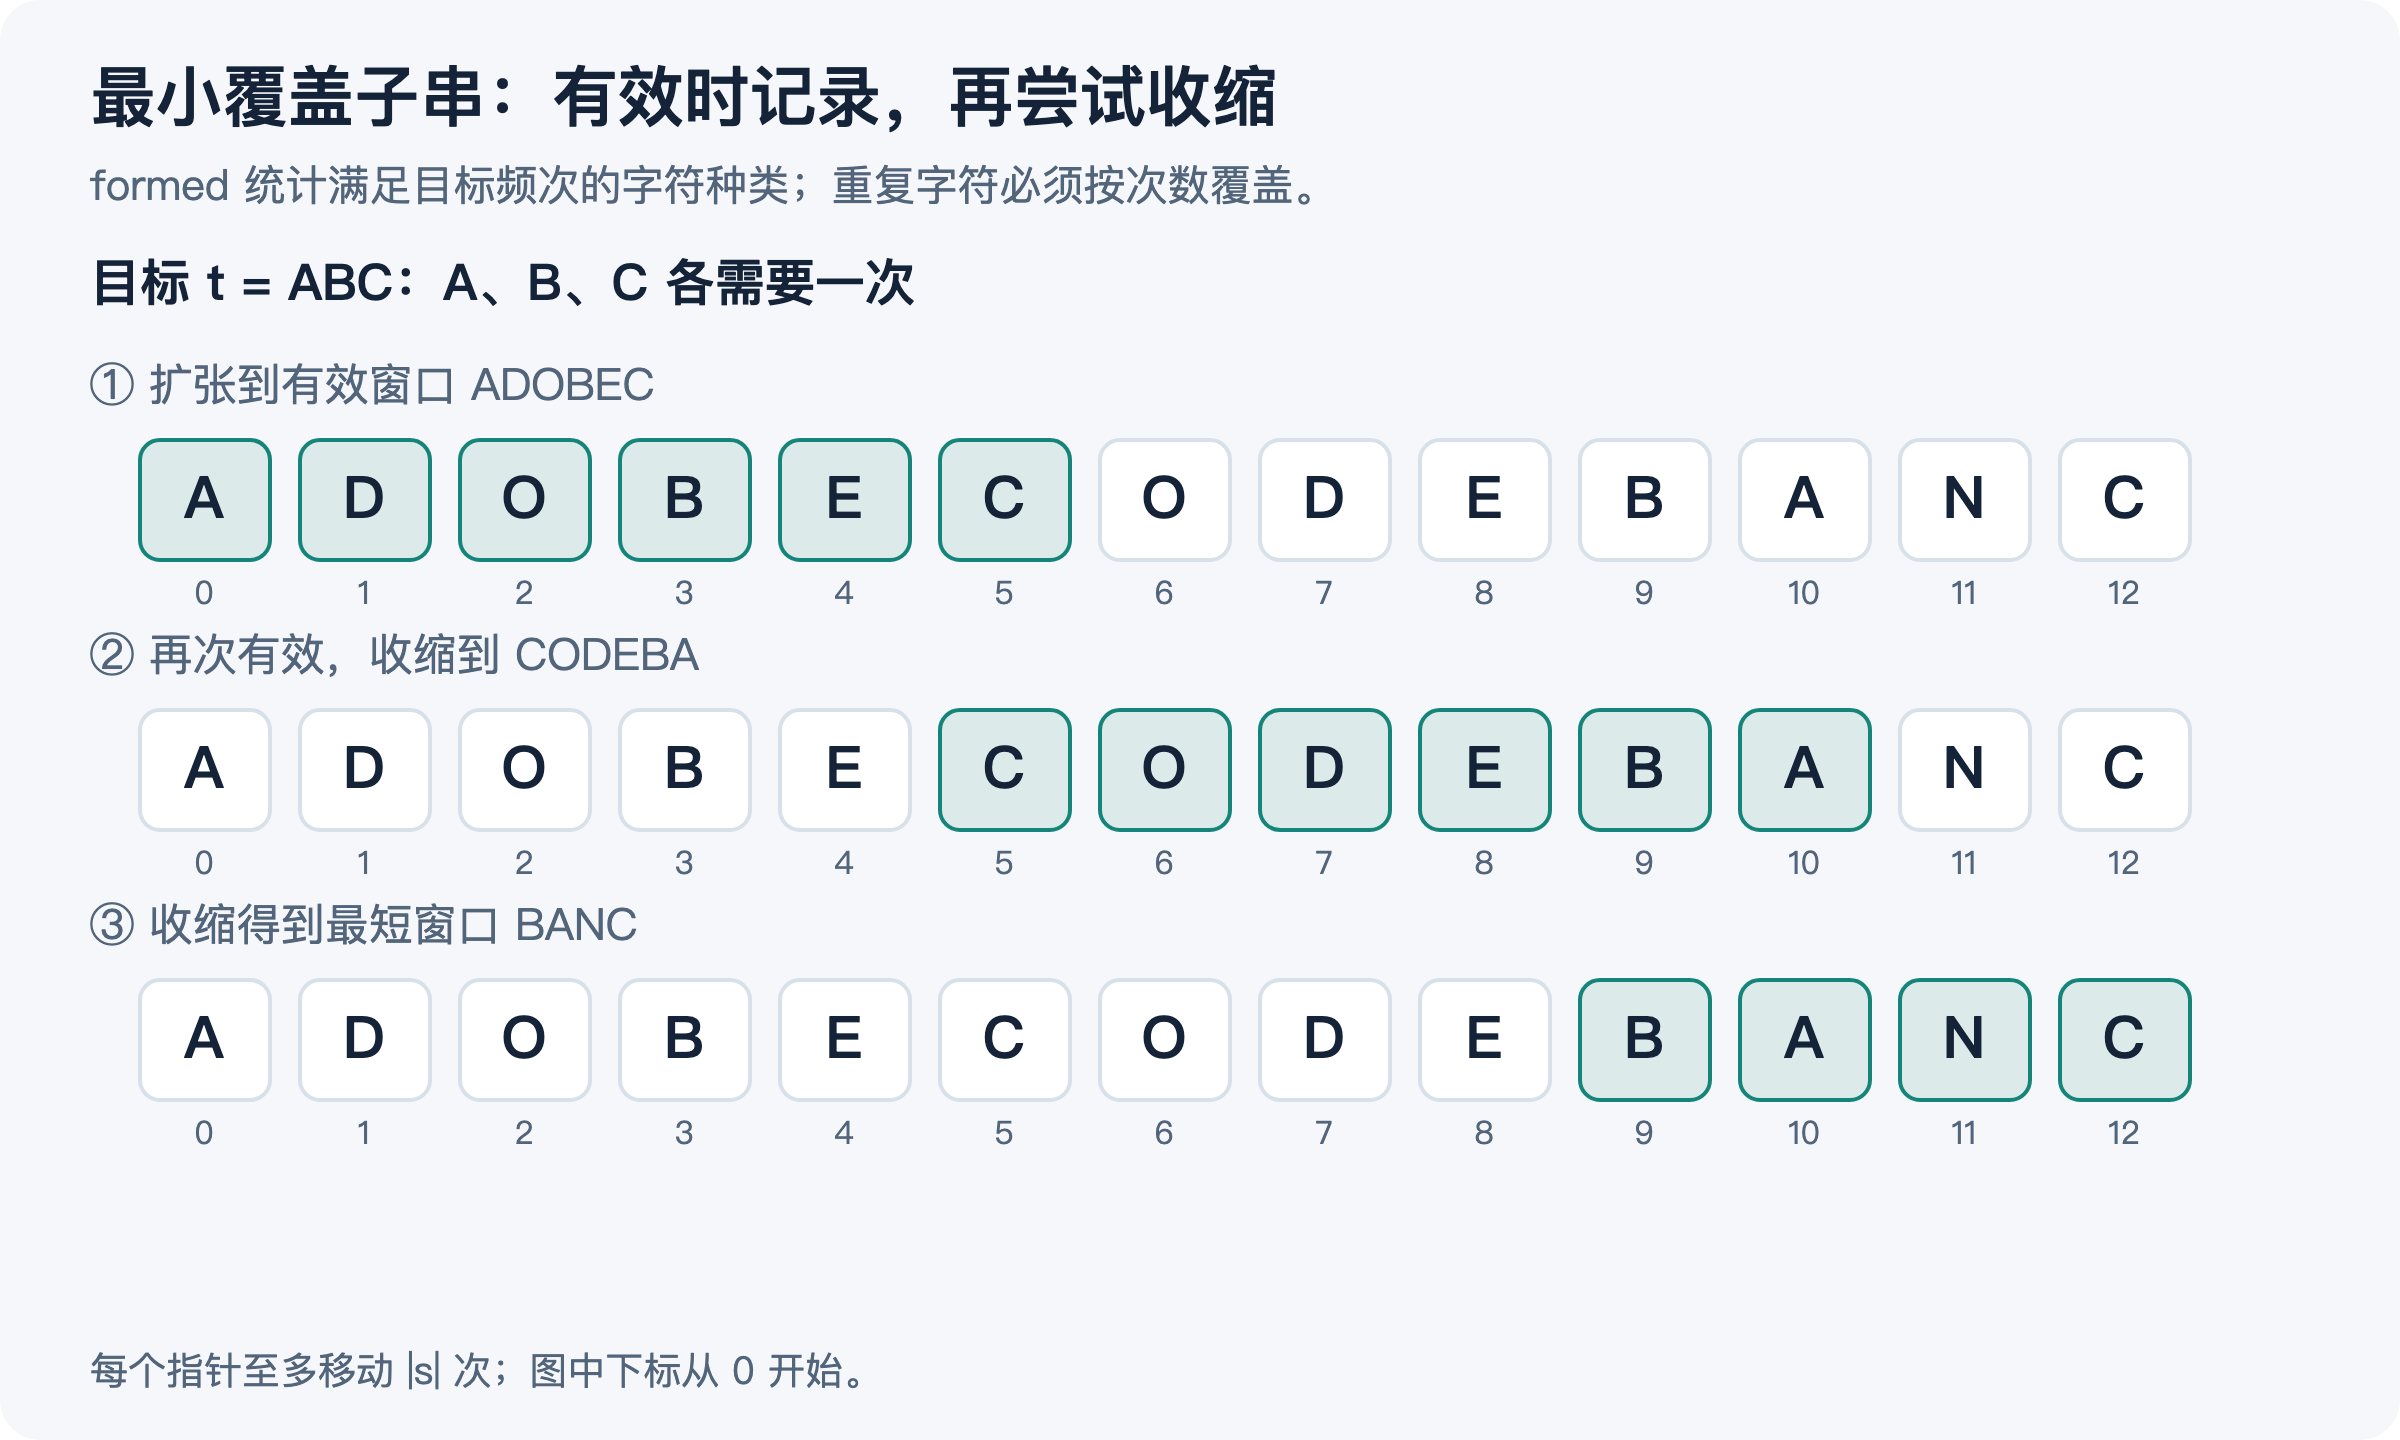 最小覆盖子串：有效时记录，再尝试收缩
formed 统计满足目标频次的字符种类；重复字符必须按次数覆盖。
目标 t = ABC：A、B、C 各需要一次
① 扩张到有效窗口 ADOBEC
A D O B E C O D E B A N C
0 1 2 3 4 5 6 7 8 9 10 11 12
② 再次有效，收缩到 CODEBA
A D O B E C O D E B A N C
0 1 2 3 4 5 6 7 8 9 10 11 12
③ 收缩得到最短窗口 BANC
A D O B E C O D E B A N C
0 1 2 3 4 5 6 7 8 9 10 11 12
每个指针至多移动 |s| 次；图中下标从 0 开始。